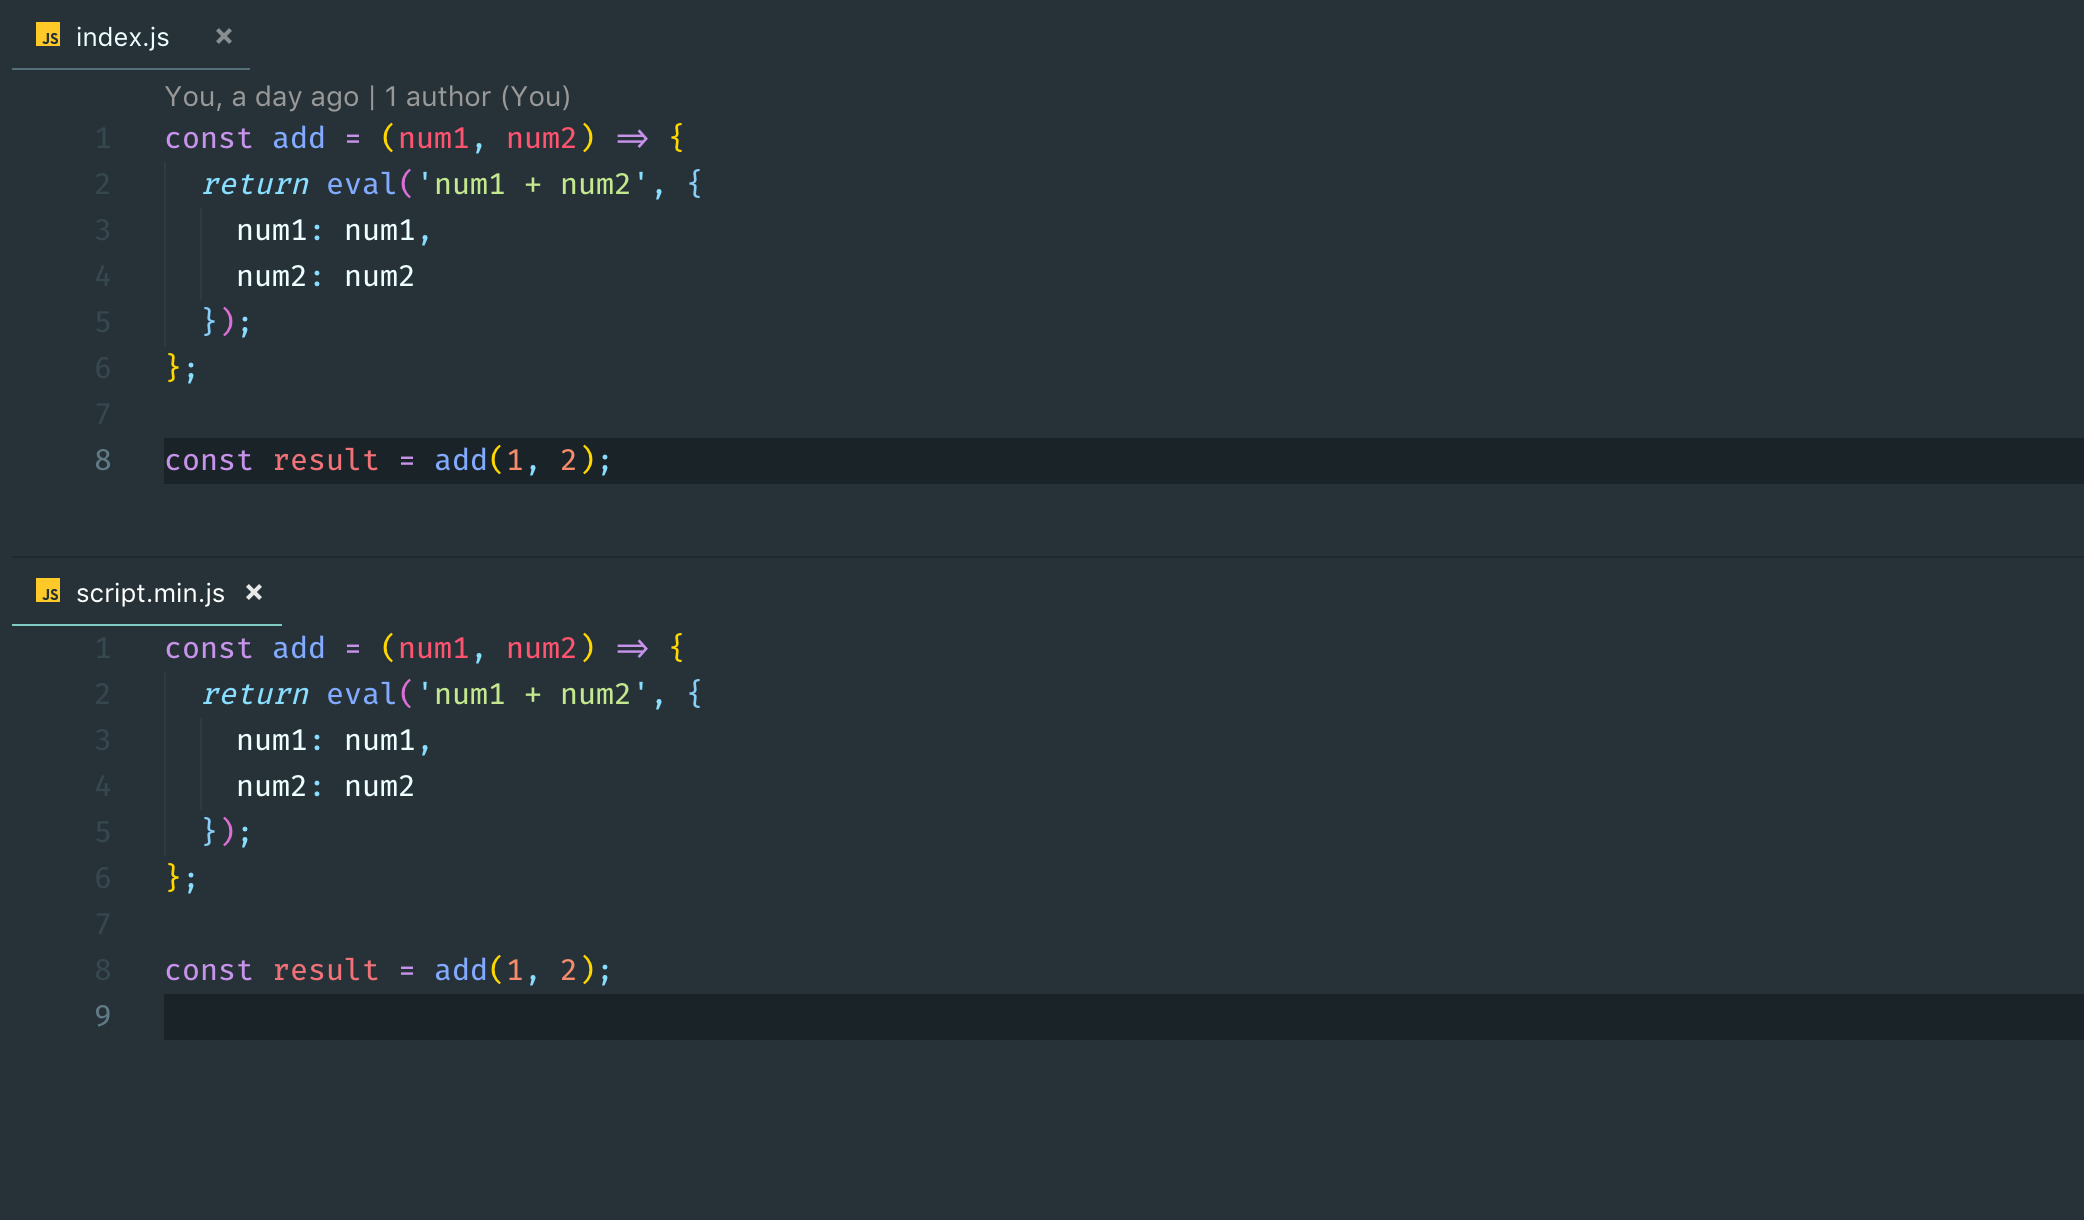 JS index.js ×
You, a day ago | 1 author (You)
1 const add = (num1, num2) => {
2   return eval('num1 + num2', {
3     num1: num1,
4     num2: num2
5   });
6 };
7
8 const result = add(1, 2);
JS script.min.js ×
1 const add = (num1, num2) => {
2   return eval('num1 + num2', {
3     num1: num1,
4     num2: num2
5   });
6 };
7
8 const result = add(1, 2);
9